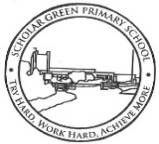 SCHOLAR GREEN PRIMARY SCHOOL
• TRY HARD, WORK HARD, ACHIEVE MORE •